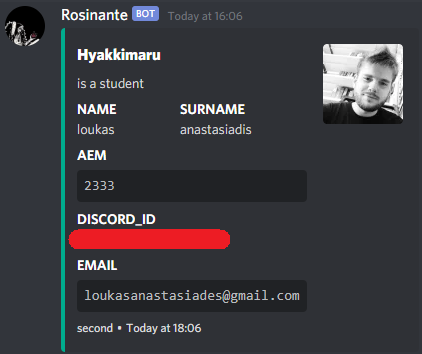 Rosinante BOT Today at 16:06
Hyakkimaru
is a student
NAME SURNAME
loukas anastasiadis
AEM
2333
DISCORD_ID
EMAIL
loukasanastasiades@gmail.com
second • Today at 18:06